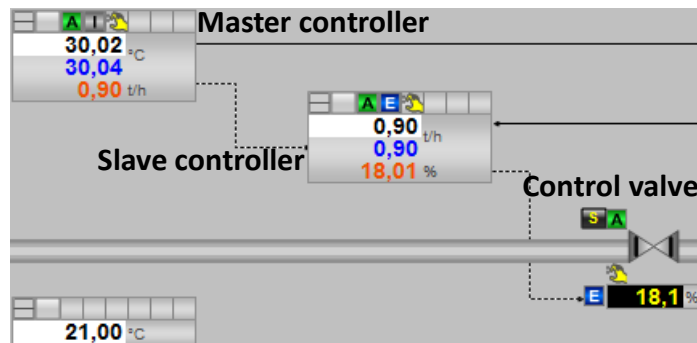 A I Master controller
30,02 °C
30,04
0,90 t/h
A E
0,90 t/h
0,90
18,01 %
Slave controller
Control valve
S A
E 18,1 %
21,00 °C